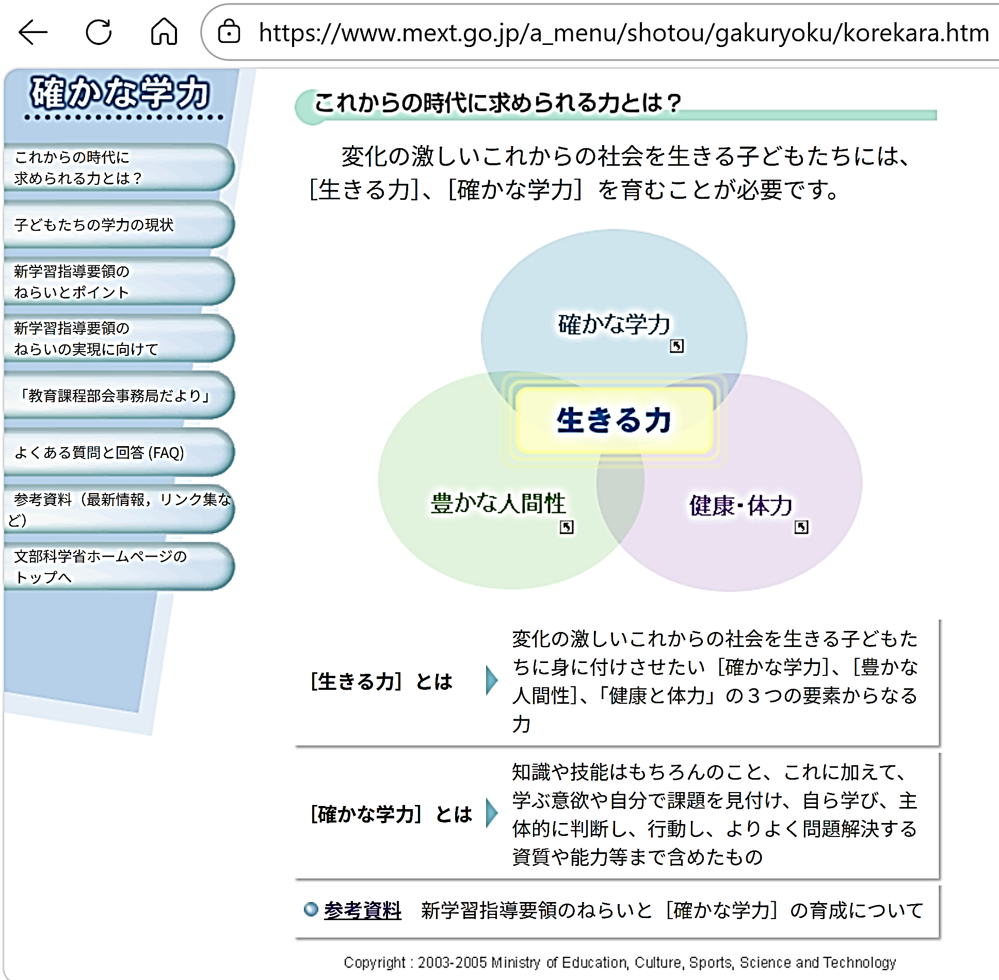 https://www.mext.go.jp/a_menu/shotou/gakuryoku/korekara.htm
確かな学力
これからの時代に
求められる力とは？
子どもたちの学力の現状
新学習指導要領の
ねらいとポイント
新学習指導要領の
ねらいの実現に向けて
「教育課程部会事務局だより」
よくある質問と回答 (FAQ)
参考資料（最新情報，リンク集な
ど）
文部科学省ホームページの
トップへ
これからの時代に求められる力とは？
変化の激しいこれからの社会を生きる子どもたちには、
［生きる力］、［確かな学力］を育むことが必要です。
確かな学力
生きる力
豊かな人間性
健康・体力
［生きる力］とは
変化の激しいこれからの社会を生きる子どもた
ちに身に付けさせたい［確かな学力］、［豊かな
人間性］、「健康と体力」の３つの要素からなる
力
［確かな学力］とは
知識や技能はもちろんのこと、これに加えて、
学ぶ意欲や自分で課題を見付け、自ら学び、主
体的に判断し、行動し、よりよく問題解決する
資質や能力等まで含めたもの
参考資料　新学習指導要領のねらいと［確かな学力］の育成について
Copyright : 2003-2005 Ministry of Education, Culture, Sports, Science and Technology